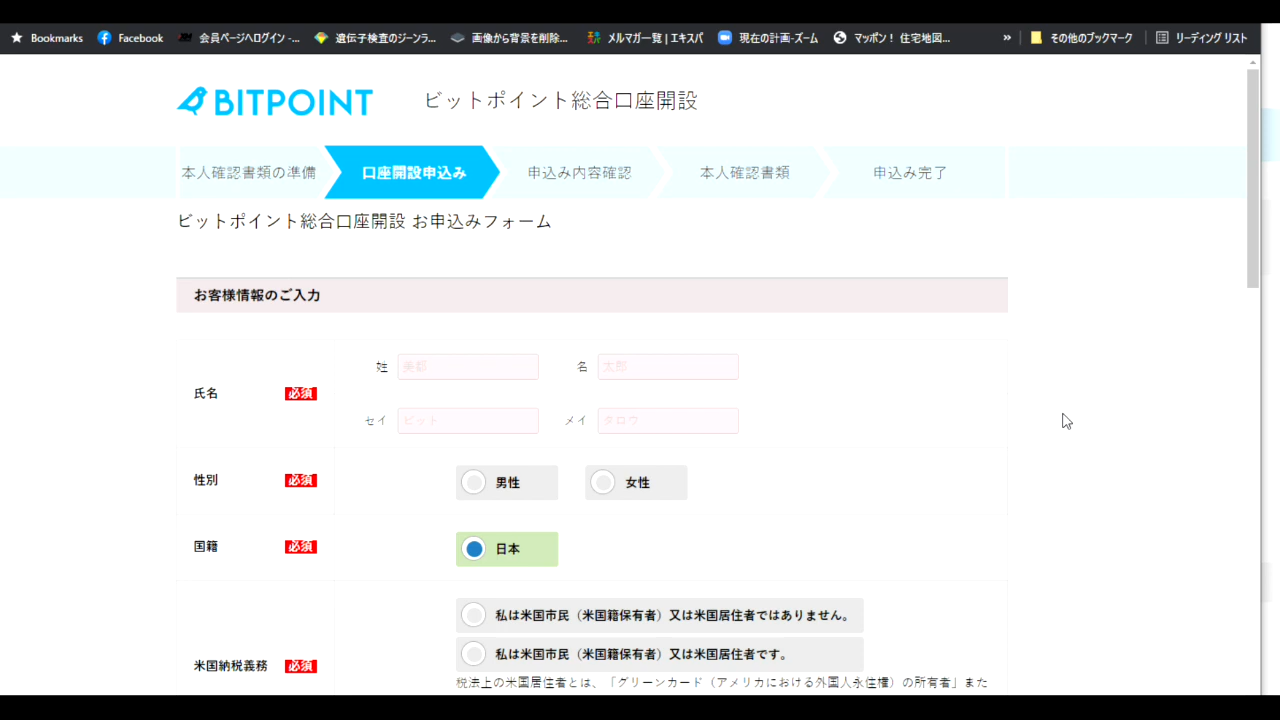 Bookmarks Facebook 会員ページへログイン -... 遺伝子検査のジーンラ... 画像から背景を削除... メルマガ一覧 | エキスパ 現在の計画-ズーム マッポン！ 住宅地図... » その他のブックマーク リーディング リスト
BITPOINT ビットポイント総合口座開設
本人確認書類の準備 口座開設申込み 申込み内容確認 本人確認書類 申込み完了
ビットポイント総合口座開設 お申込みフォーム
お客様情報のご入力
姓 美都 名 太郎
氏名 必須
セイ ビット メイ タロウ
性別 必須 男性 女性
国籍 必須 日本
私は米国市民（米国籍保有者）又は米国居住者ではありません。
私は米国市民（米国籍保有者）又は米国居住者です。
米国納税義務 必須
税法上の米国居住者とは、「グリーンカード（アメリカにおける外国人永住権）の所有者」また